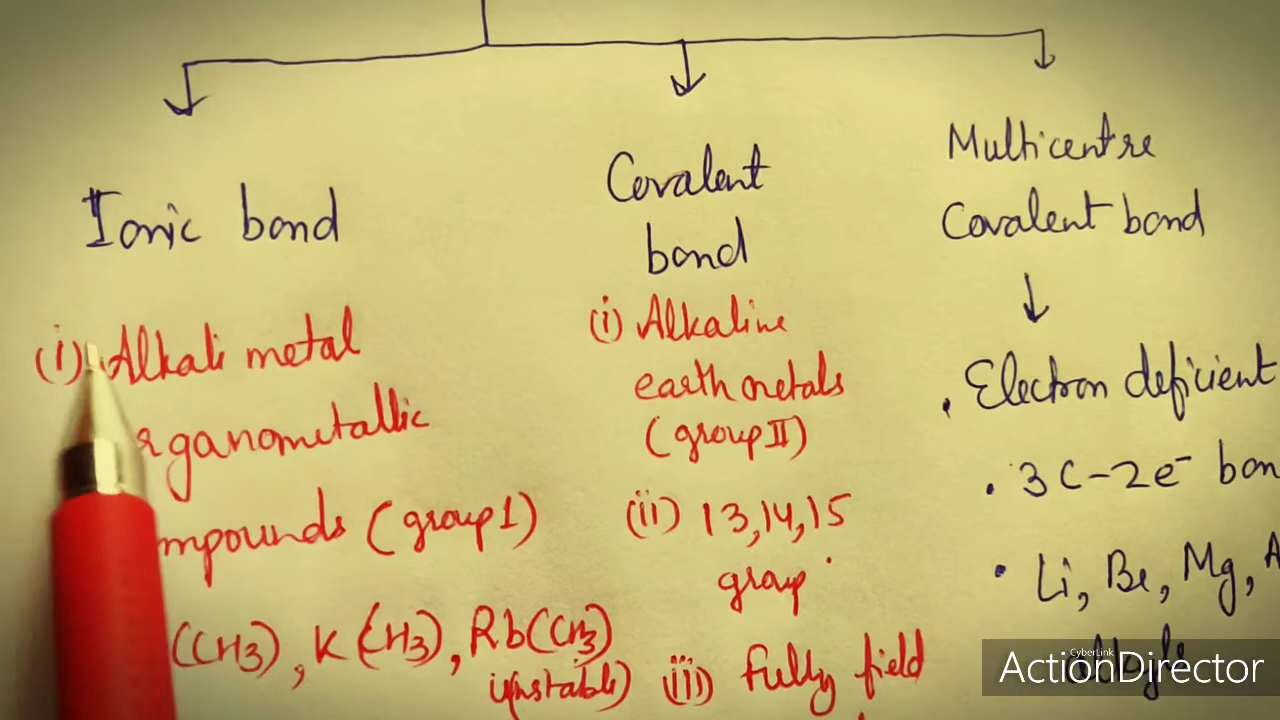 Ionic bond
(i) Alkali metal
rganometallic
mpounds (group 1)
(CH3), K(CH3), Rb(CH3)
(unstable)
Covalent
bond
(i) Alkaline
earth metals
(group II)
(ii) 13,14,15
group
(iii) Fully field
Multicentre
Covalent bond
• Electron deficient
• 3C-2e⁻ bon
• Li, Be, Mg, A
alkyls
CyberLink
ActionDirector